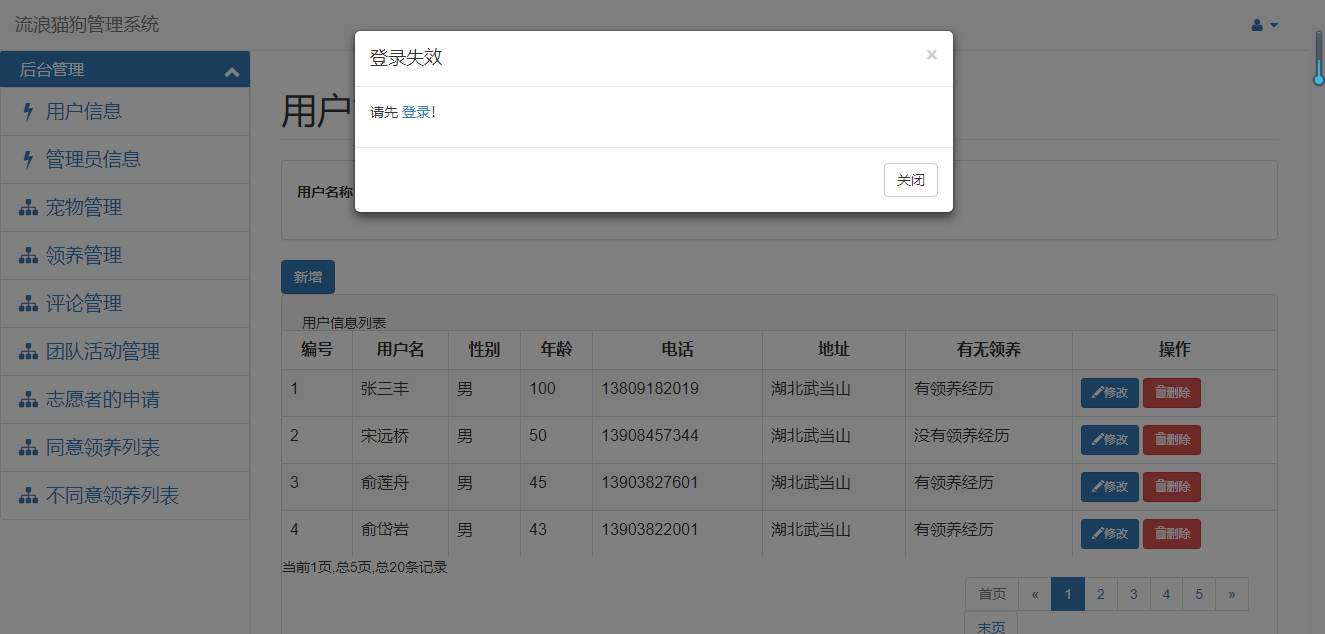 流浪猫狗管理系统
登录失效
×
请先 登录!
关闭
后台管理
用户信息
管理员信息
宠物管理
领养管理
评论管理
团队活动管理
志愿者的申请
同意领养列表
不同意领养列表
用户
用户名称
新增
用户信息列表
编号 用户名 性别 年龄 电话 地址 有无领养 操作
1 张三丰 男 100 13809182019 湖北武当山 有领养经历 修改 删除
2 宋远桥 男 50 13908457344 湖北武当山 没有领养经历 修改 删除
3 俞莲舟 男 45 13903827601 湖北武当山 有领养经历 修改 删除
4 俞岱岩 男 43 13903822001 湖北武当山 有领养经历 修改 删除
当前1页,总5页,总20条记录
首页 « 1 2 3 4 5 »
末页